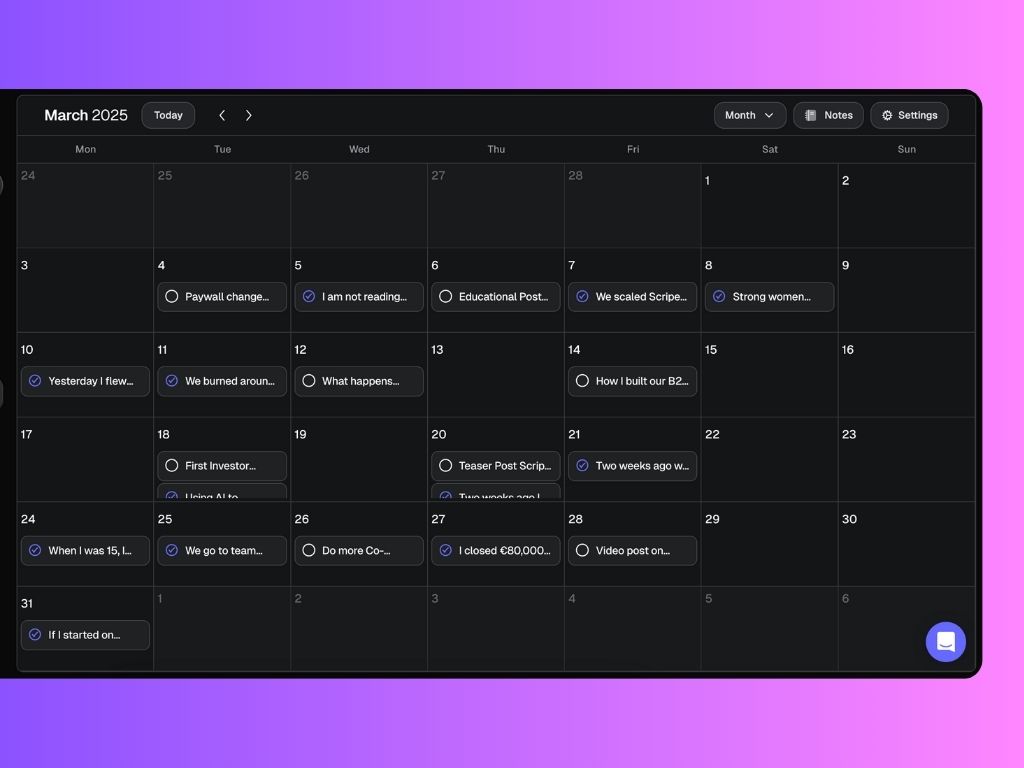 March 2025 Today Month Notes Settings
Mon Tue Wed Thu Fri Sat Sun
24 25 26 27 28 1 2
3 4 5 6 7 8 9
Paywall change... I am not reading... Educational Post... We scaled Scripe... Strong women...
10 11 12 13 14 15 16
Yesterday I flew... We burned aroun... What happens... How I built our B2...
17 18 19 20 21 22 23
First Investor... Teaser Post Scrip... Two weeks ago w...
Using AI to Two weeks ago I
24 25 26 27 28 29 30
When I was 15, I... We go to team... Do more Co-... I closed €80,000... Video post on...
31 1 2 3 4 5 6
If I started on...